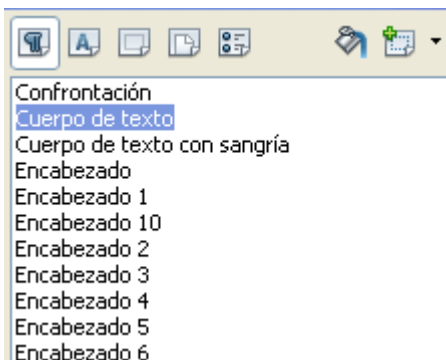 Confrontación
Cuerpo de texto
Cuerpo de texto con sangría
Encabezado
Encabezado 1
Encabezado 10
Encabezado 2
Encabezado 3
Encabezado 4
Encabezado 5
Encabezado 6